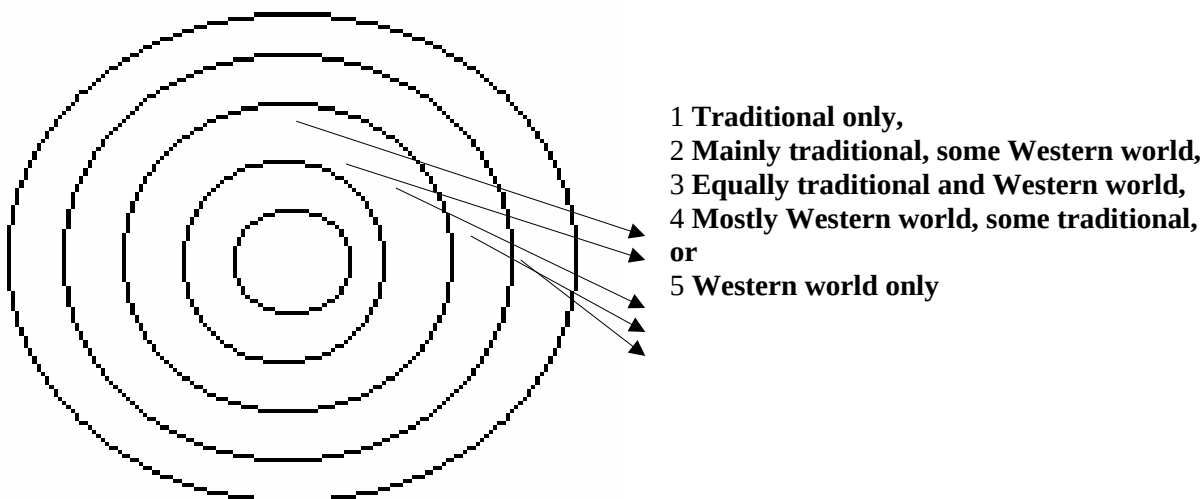 1 Traditional only,
2 Mainly traditional, some Western world,
3 Equally traditional and Western world,
4 Mostly Western world, some traditional,
or
5 Western world only